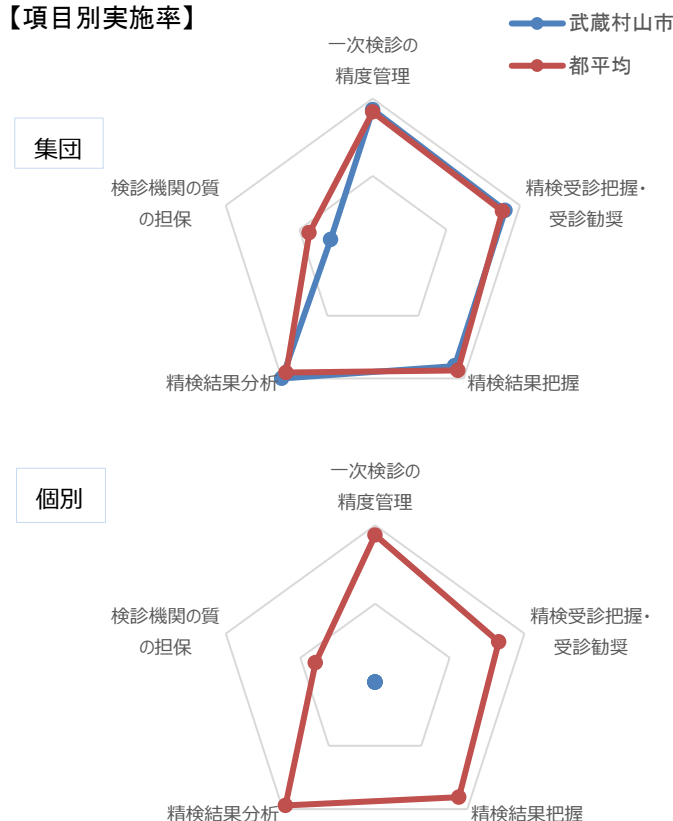 【項目別実施率】
武蔵村山市
都平均
集団
一次検診の
精度管理
精検受診把握・
受診勧奨
精検結果把握
精検結果分析
検診機関の質
の担保
個別
一次検診の
精度管理
精検受診把握・
受診勧奨
精検結果把握
精検結果分析
検診機関の質
の担保